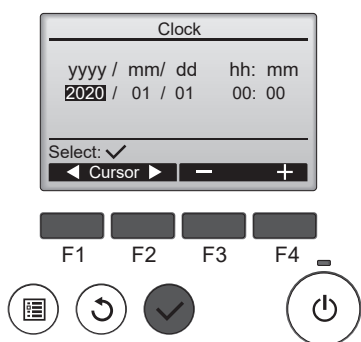 Clock
yyyy / mm/ dd hh: mm
2020 / 01 / 01 00: 00
Select: ✓
◀ Cursor ▶ − +
F1 F2 F3 F4